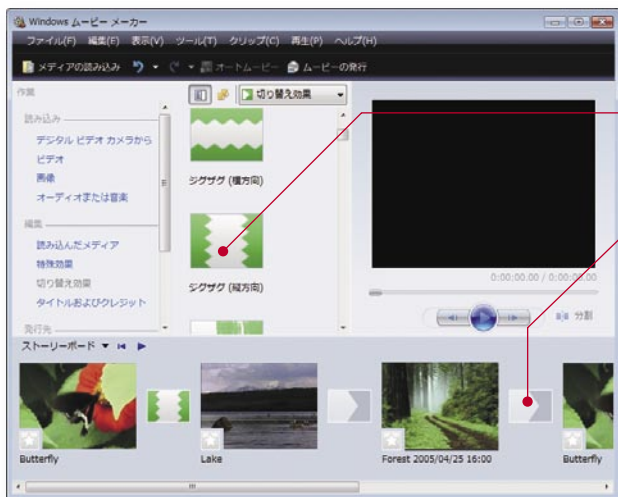 Windows ムービー メーカー
ファイル(F) 編集(E) 表示(V) ツール(T) クリップ(C) 再生(P) ヘルプ(H)
メディアの読み込み オートムービー ムービーの発行
作業
切り替え効果
読み込み
デジタル ビデオ カメラから
ビデオ
画像
オーディオまたは音楽
編集
読み込んだメディア
特殊効果
切り替え効果
タイトルおよびクレジット
発行先
ジグザグ (横方向)
ジグザグ (縦方向)
0:00:00.00 / 0:00:00.00
分割
ストーリーボード
Butterfly
Lake
Forest 2005/04/25 16:00
Butterfly